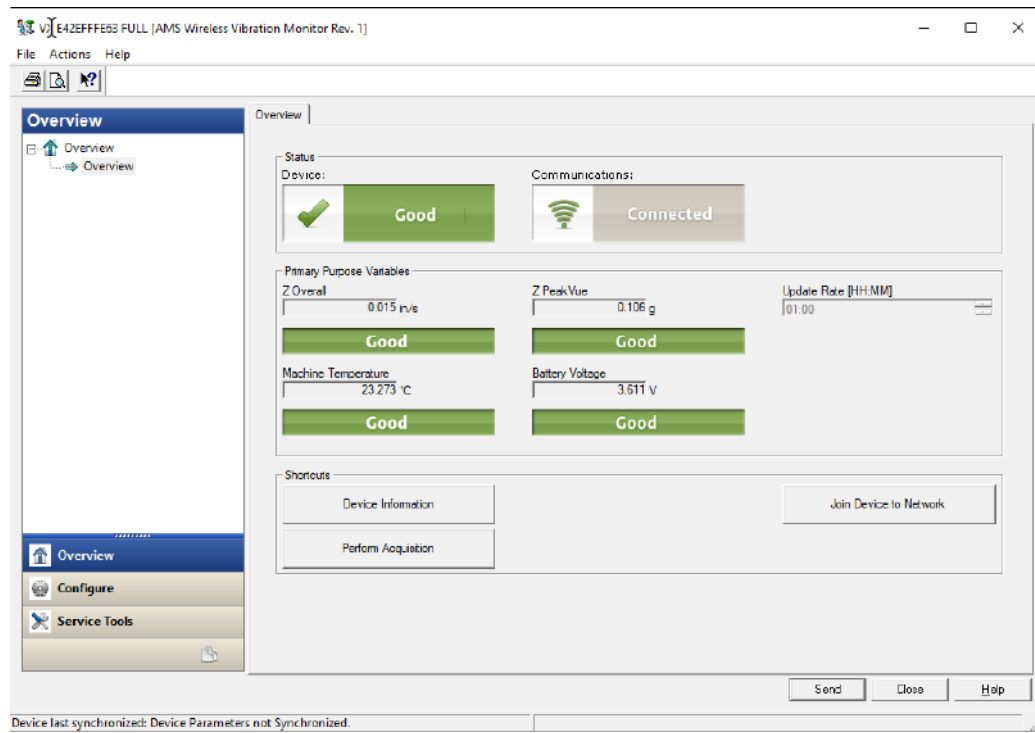 E42EFFFE63 FULL [AMS Wireless Vibration Monitor Rev. 1]
File Actions Help
Overview
Overview
Overview
Overview
Status
Device:
Communications:
Good
Connected
Primary Purpose Variables
Z Overall
Z PeakVue
Update Rate [HH:MM]
0.015 in/s
0.106 g
01:00
Good
Good
Machine Temperature
Battery Voltage
23.273 °C
3.611 V
Good
Good
Shortcuts
Device Information
Join Device to Network
Perform Acquisition
Overview
Configure
Service Tools
Send
Close
Help
Device last synchronized: Device Parameters not Synchronized.